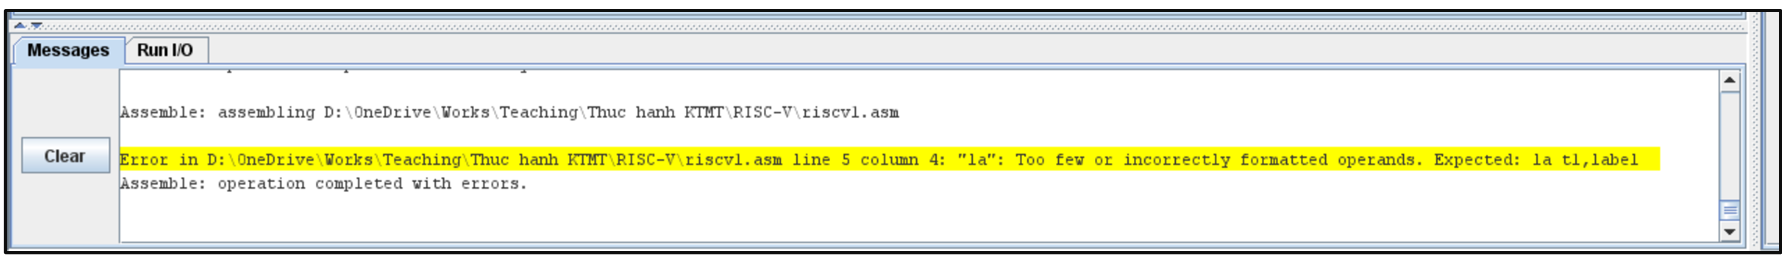 Messages
Run I/O
Assemble: assembling D:\OneDrive\Works\Teaching\Thuc hanh KTMT\RISC-V\riscv1.asm
Clear
Error in D:\OneDrive\Works\Teaching\Thuc hanh KTMT\RISC-V\riscv1.asm line 5 column 4: "la": Too few or incorrectly formatted operands. Expected: la t1,label
Assemble: operation completed with errors.